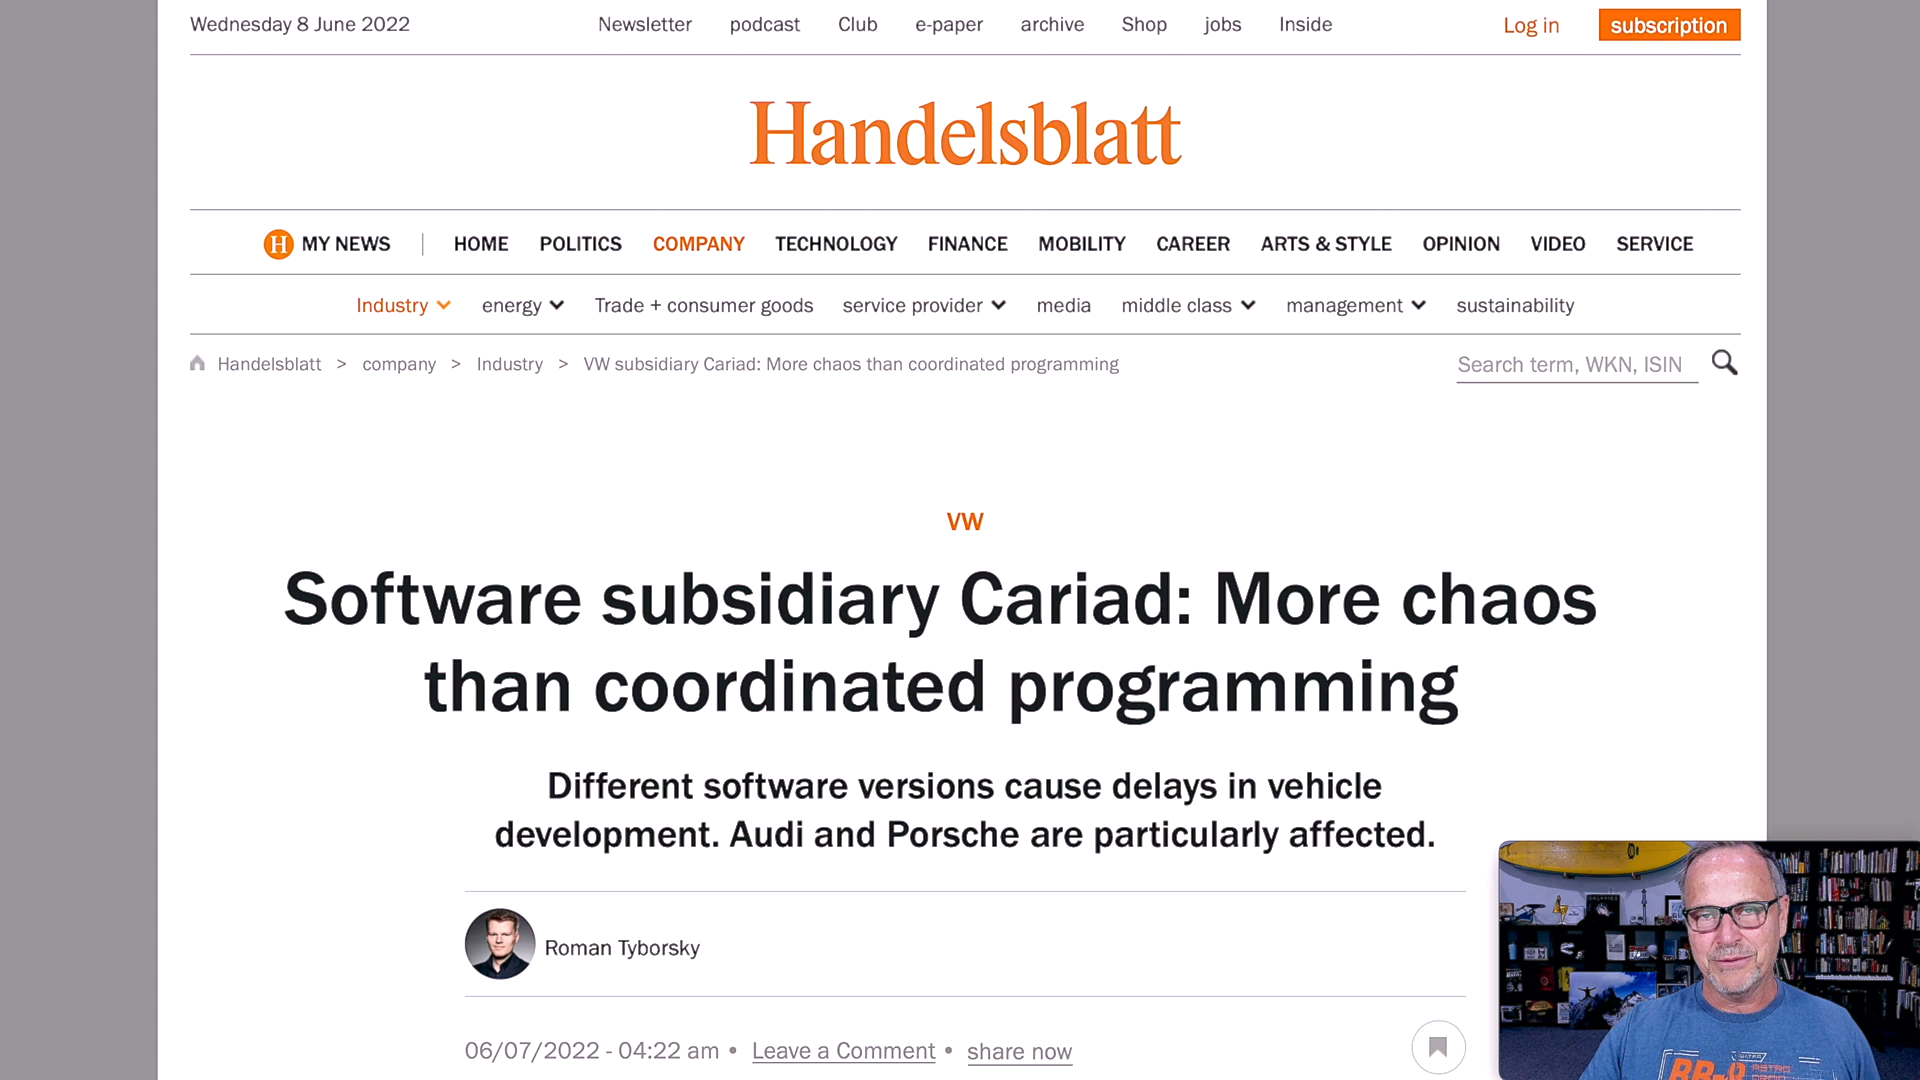 Wednesday 8 June 2022
Newsletter podcast Club e-paper archive Shop jobs Inside
Log in subscription
Handelsblatt
H MY NEWS HOME POLITICS COMPANY TECHNOLOGY FINANCE MOBILITY CAREER ARTS & STYLE OPINION VIDEO SERVICE
Industry energy Trade + consumer goods service provider media middle class management sustainability
Handelsblatt > company > Industry > VW subsidiary Cariad: More chaos than coordinated programming
Search term, WKN, ISIN
VW
Software subsidiary Cariad: More chaos
than coordinated programming
Different software versions cause delays in vehicle
development. Audi and Porsche are particularly affected.
Roman Tyborsky
06/07/2022 - 04:22 am • Leave a Comment • share now
BB-8
ASTRO